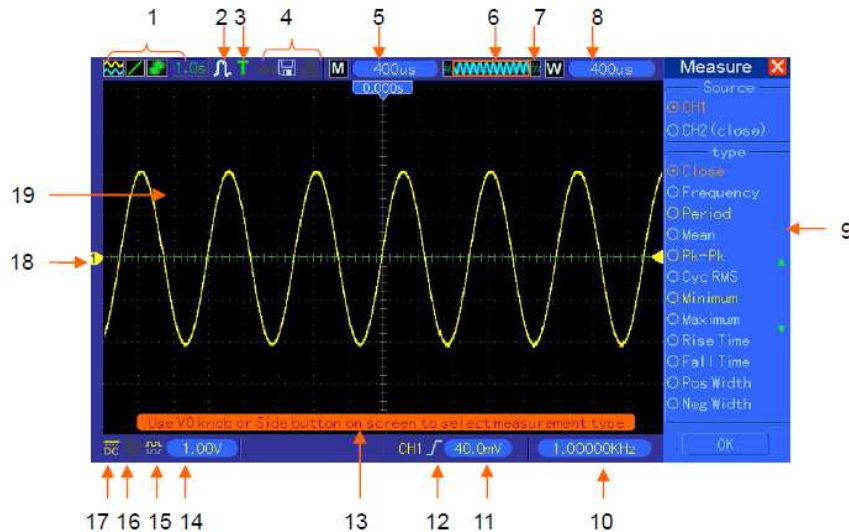 1 2 3 4 5 6 7 8
1.0s T M 400us W 400us Measure X
0.000s
Source
CH1
CH2(close)
type
Close
Frequency
Period
Mean
Pk-Pk
Cyc RMS
Minimum
Maximum
Rise Time
Fall Time
Pos Width
Neg Width
OK
9
19
18
1
Use V0 knob or Side button on screen to select measurement type
DC 1.00V CH1 40.0mV 1.00000KHz
17 16 15 14 13 12 11 10